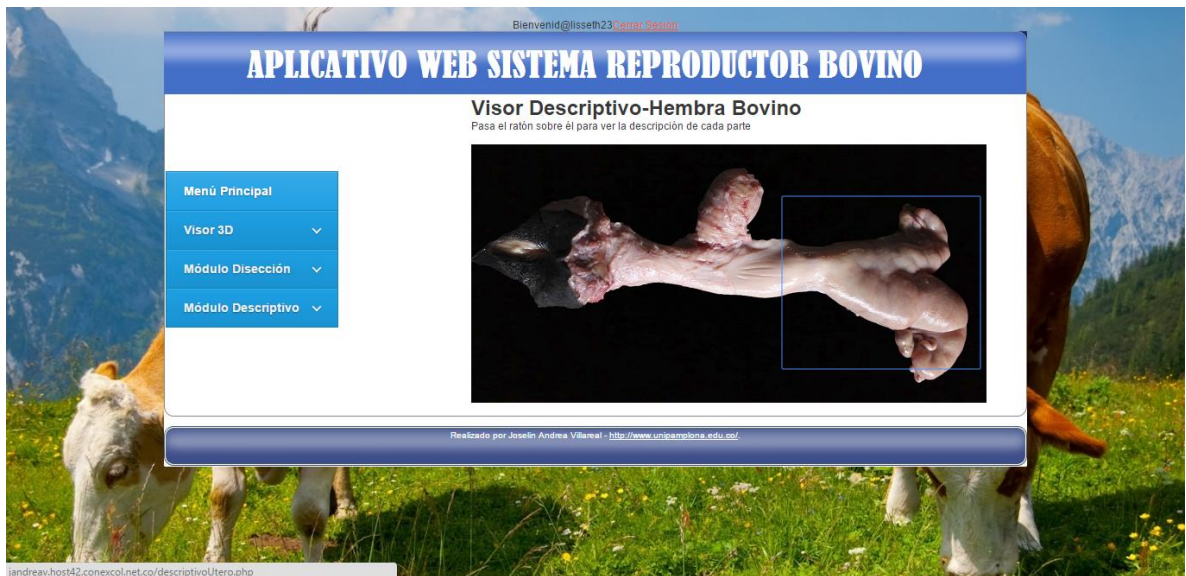 Bienvenid@lisseth23Cerrar Sesion
APLICATIVO WEB SISTEMA REPRODUCTOR BOVINO
Visor Descriptivo-Hembra Bovino
Pasa el ratón sobre él para ver la descripción de cada parte
Menú Principal
Visor 3D
Módulo Disección
Módulo Descriptivo
Realizado por Joselin Andrea Villareal - http://www.unipamplona.edu.co/.
jandreav.host42.conexcol.net.co/descriptivoUtero.php